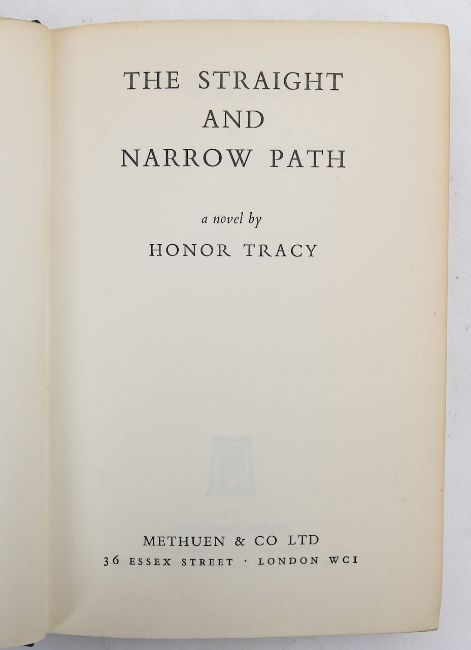 THE STRAIGHT
AND
NARROW PATH
a novel by
HONOR TRACY
METHUEN & CO LTD
36 ESSEX STREET · LONDON WC1